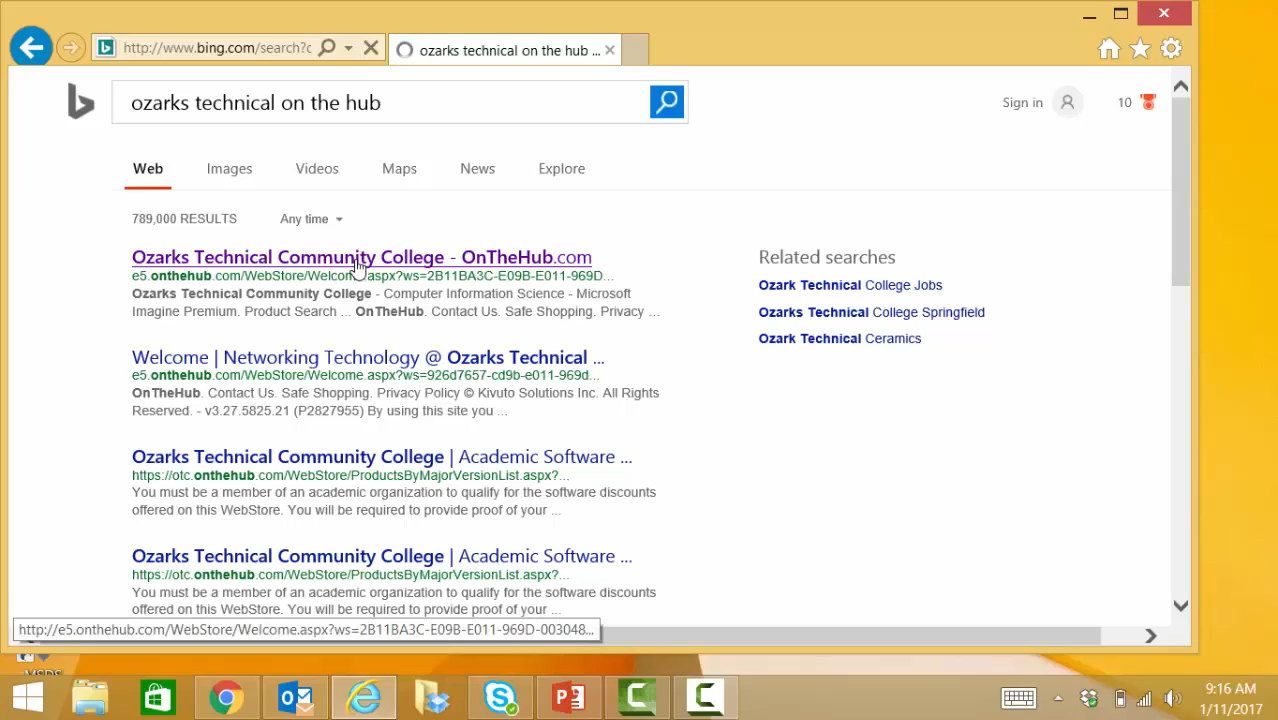 http://www.bing.com/search?c
ozarks technical on the hub ...
ozarks technical on the hub
Sign in
10
Web
Images
Videos
Maps
News
Explore
789,000 RESULTS
Any time
Ozarks Technical Community College - OnTheHub.com
e5.onthehub.com/WebStore/Welcome.aspx?ws=2B11BA3C-E09B-E011-969D...
Ozarks Technical Community College - Computer Information Science - Microsoft
Imagine Premium. Product Search ... OnTheHub. Contact Us. Safe Shopping. Privacy ...
Related searches
Ozark Technical College Jobs
Ozarks Technical College Springfield
Ozark Technical Ceramics
Welcome | Networking Technology @ Ozarks Technical ...
e5.onthehub.com/WebStore/Welcome.aspx?ws=926d7657-cd9b-e011-969d...
OnTheHub. Contact Us. Safe Shopping. Privacy Policy © Kivuto Solutions Inc. All Rights
Reserved. - v3.27.5825.21 (P2827955) By using this site you ...
Ozarks Technical Community College | Academic Software ...
https://otc.onthehub.com/WebStore/ProductsByMajorVersionList.aspx?...
You must be a member of an academic organization to qualify for the software discounts
offered on this WebStore. You will be required to provide proof of your ...
Ozarks Technical Community College | Academic Software ...
https://otc.onthehub.com/WebStore/ProductsByMajorVersionList.aspx?...
You must be a member of an academic organization to qualify for the software discounts
offered on this WebStore. You will be required to provide proof of your ...
http://e5.onthehub.com/WebStore/Welcome.aspx?ws=2B11BA3C-E09B-E011-969D-003048...
9:16 AM
1/11/2017